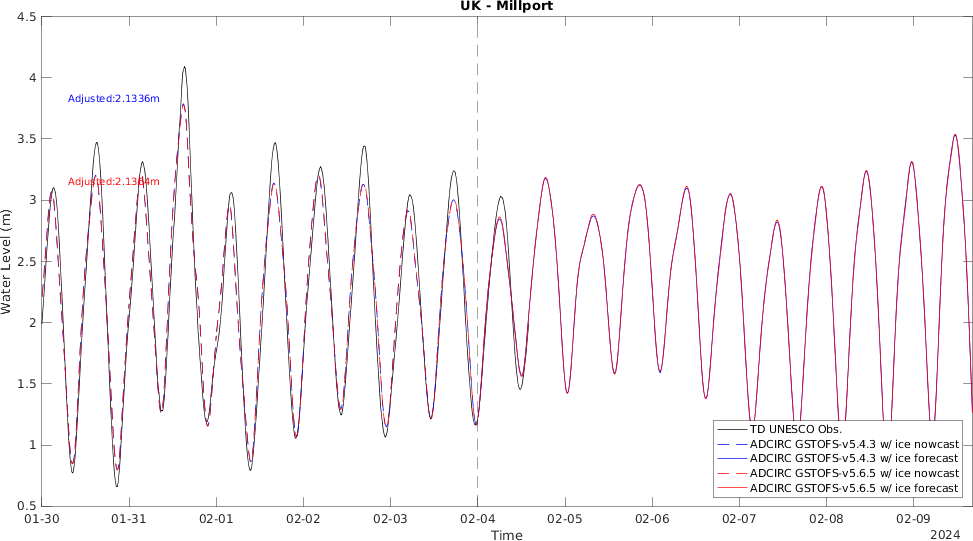 UK - Millport
4.5
4
3.5
3
2.5
2
1.5
1
0.5
Water Level (m)
Adjusted:2.1336m
Adjusted:2.1364m
TD UNESCO Obs.
ADCIRC GSTOFS-v5.4.3 w/ ice nowcast
ADCIRC GSTOFS-v5.4.3 w/ ice forecast
ADCIRC GSTOFS-v5.6.5 w/ ice nowcast
ADCIRC GSTOFS-v5.6.5 w/ ice forecast
01-30 01-31 02-01 02-02 02-03 02-04 02-05 02-06 02-07 02-08 02-09
Time
2024